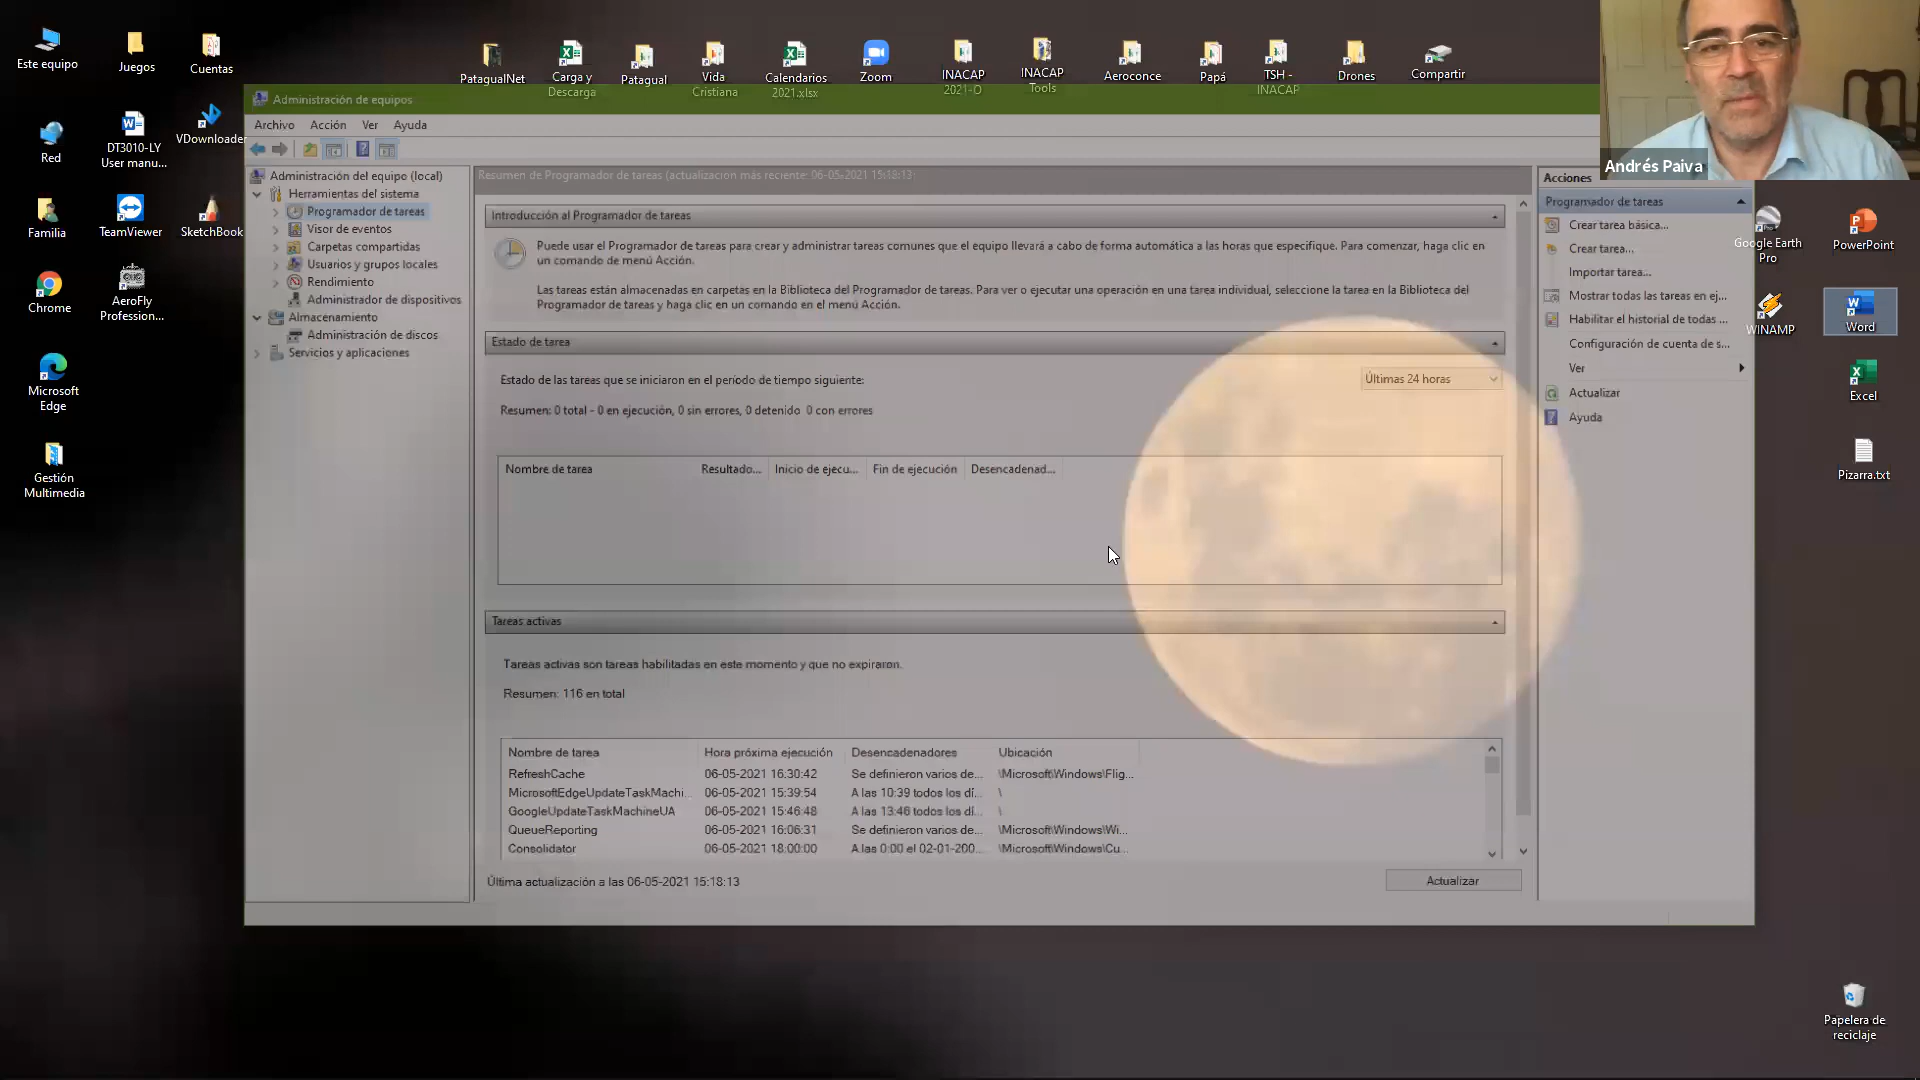 Este equipo
Juegos
Cuentas
PatagualNet
Carga y
Descarga
Patagual
Vida
Cristiana
Calendarios
2021.xlsx
Zoom
INACAP
2021-O
INACAP
Tools
Aeroconce
Papá
TSH -
INACAP
Drones
Compartir
Andrés Paiva
Red
DT3010-LY
User manu...
VDownloader
Familia
TeamViewer
SketchBook
Chrome
AeroFly
Profession...
Microsoft
Edge
Gestión
Multimedia
Administración de equipos
Archivo Acción Ver Ayuda
Administración del equipo (local)
Herramientas del sistema
Programador de tareas
Visor de eventos
Carpetas compartidas
Usuarios y grupos locales
Rendimiento
Administrador de dispositivos
Almacenamiento
Administración de discos
Servicios y aplicaciones
Resumen de Programador de tareas (actualización más reciente: 06-05-2021 15:18:13)
Introducción al Programador de tareas
Puede usar el Programador de tareas para crear y administrar tareas comunes que el equipo llevará a cabo de forma automática a las horas que especifique. Para comenzar, haga clic en
un comando de menú Acción.
Las tareas están almacenadas en carpetas en la Biblioteca del Programador de tareas. Para ver o ejecutar una operación en una tarea individual, seleccione la tarea en la Biblioteca del
Programador de tareas y haga clic en un comando en el menú Acción.
Estado de tarea
Estado de las tareas que se iniciaron en el período de tiempo siguiente:
Últimas 24 horas
Resumen: 0 total - 0 en ejecución, 0 sin errores, 0 detenido 0 con errores
Nombre de tarea Resultado... Inicio de ejecu... Fin de ejecución Desencadenad...
Tareas activas
Tareas activas son tareas habilitadas en este momento y que no expiraron.
Resumen: 116 en total
Nombre de tarea Hora próxima ejecución Desencadenadores Ubicación
RefreshCache 06-05-2021 16:30:42 Se definieron varios de... \Microsoft\Windows\Flig...
MicrosoftEdgeUpdateTaskMachi... 06-05-2021 15:39:54 A las 10:39 todos los dí... \
GoogleUpdateTaskMachineUA 06-05-2021 15:46:48 A las 13:46 todos los dí... \
QueueReporting 06-05-2021 16:06:31 Se definieron varios de... \Microsoft\Windows\Wi...
Consolidator 06-05-2021 18:00:00 A las 0:00 el 02-01-200... \Microsoft\Windows\Cu...
Última actualización a las 06-05-2021 15:18:13
Actualizar
Acciones
Programador de tareas
Crear tarea básica...
Crear tarea...
Importar tarea...
Mostrar todas las tareas en ej...
Habilitar el historial de todas ...
Configuración de cuenta de s...
Ver
Actualizar
Ayuda
Google Earth
Pro
PowerPoint
WINAMP
Word
Excel
Pizarra.txt
Papelera de
reciclaje